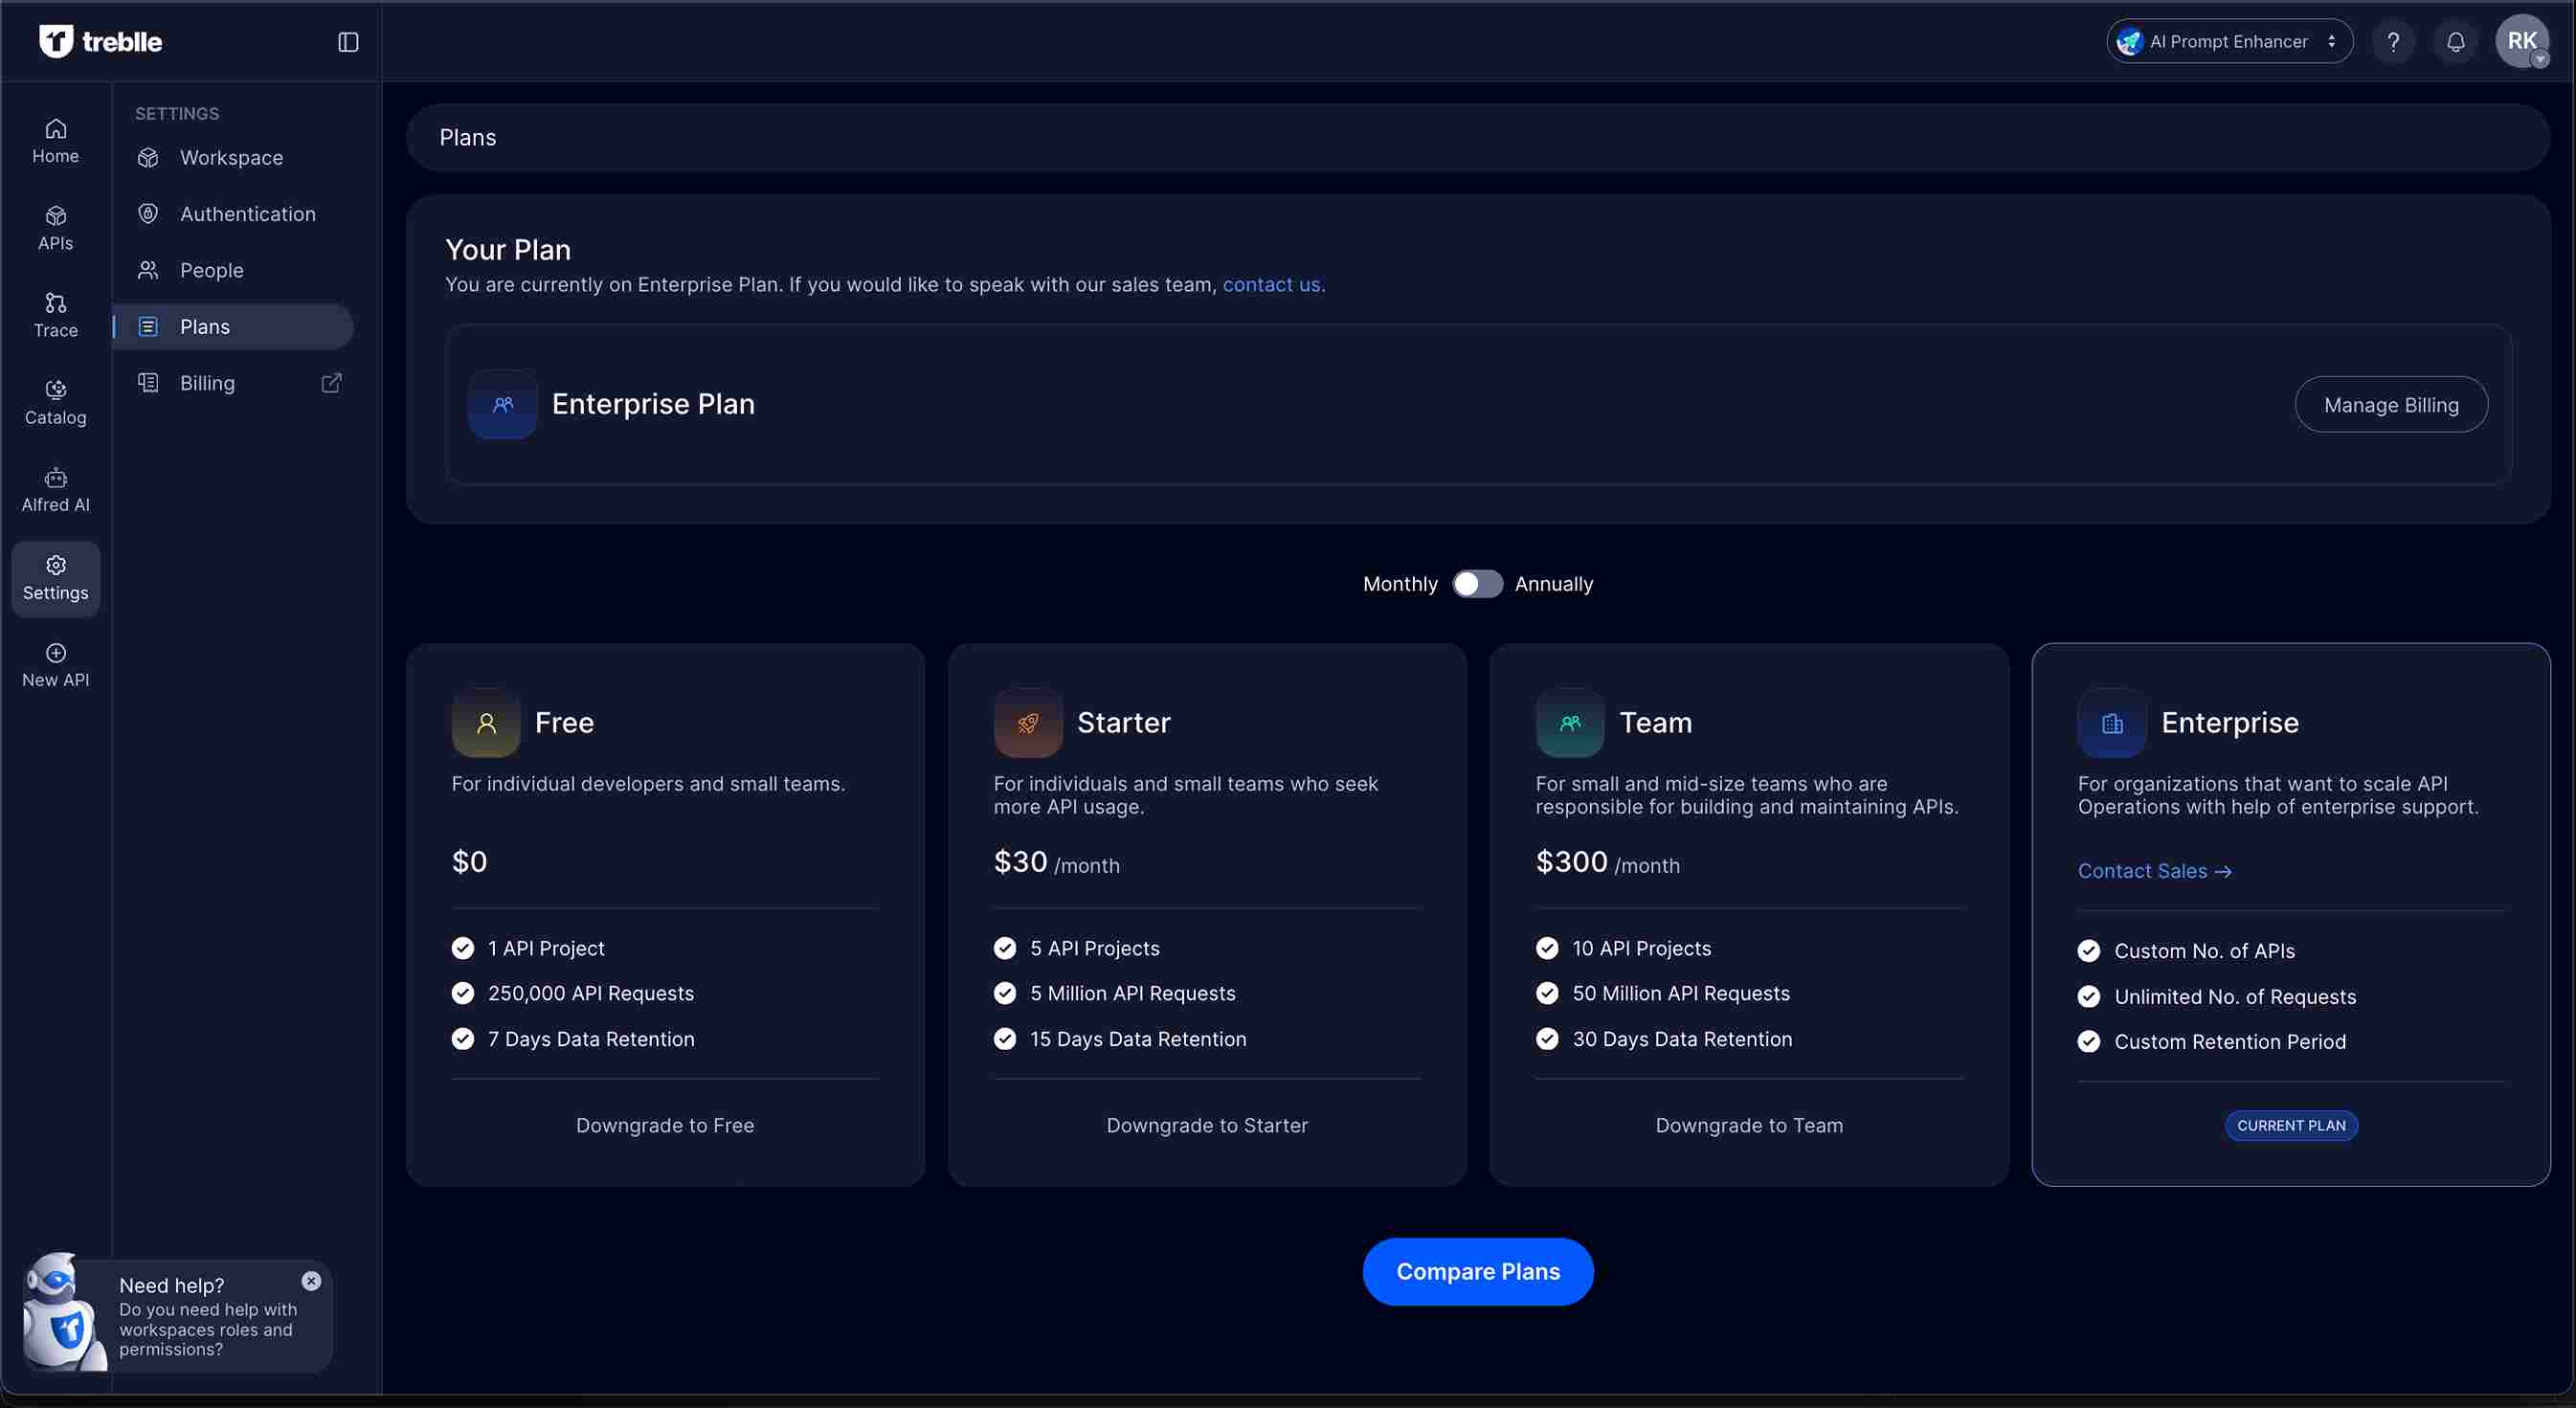 treblle
AI Prompt Enhancer
?
RK
Home
APIs
Trace
Catalog
Alfred AI
Settings
New API
SETTINGS
Workspace
Authentication
People
Plans
Billing
Plans
Your Plan
You are currently on Enterprise Plan. If you would like to speak with our sales team, contact us.
Enterprise Plan
Manage Billing
Monthly
Annually
Free
For individual developers and small teams.
$0
1 API Project
250,000 API Requests
7 Days Data Retention
Downgrade to Free
Starter
For individuals and small teams who seek
more API usage.
$30 /month
5 API Projects
5 Million API Requests
15 Days Data Retention
Downgrade to Starter
Team
For small and mid-size teams who are
responsible for building and maintaining APIs.
$300 /month
10 API Projects
50 Million API Requests
30 Days Data Retention
Downgrade to Team
Enterprise
For organizations that want to scale API
Operations with help of enterprise support.
Contact Sales →
Custom No. of APIs
Unlimited No. of Requests
Custom Retention Period
CURRENT PLAN
Compare Plans
Need help?
Do you need help with
workspaces roles and
permissions?